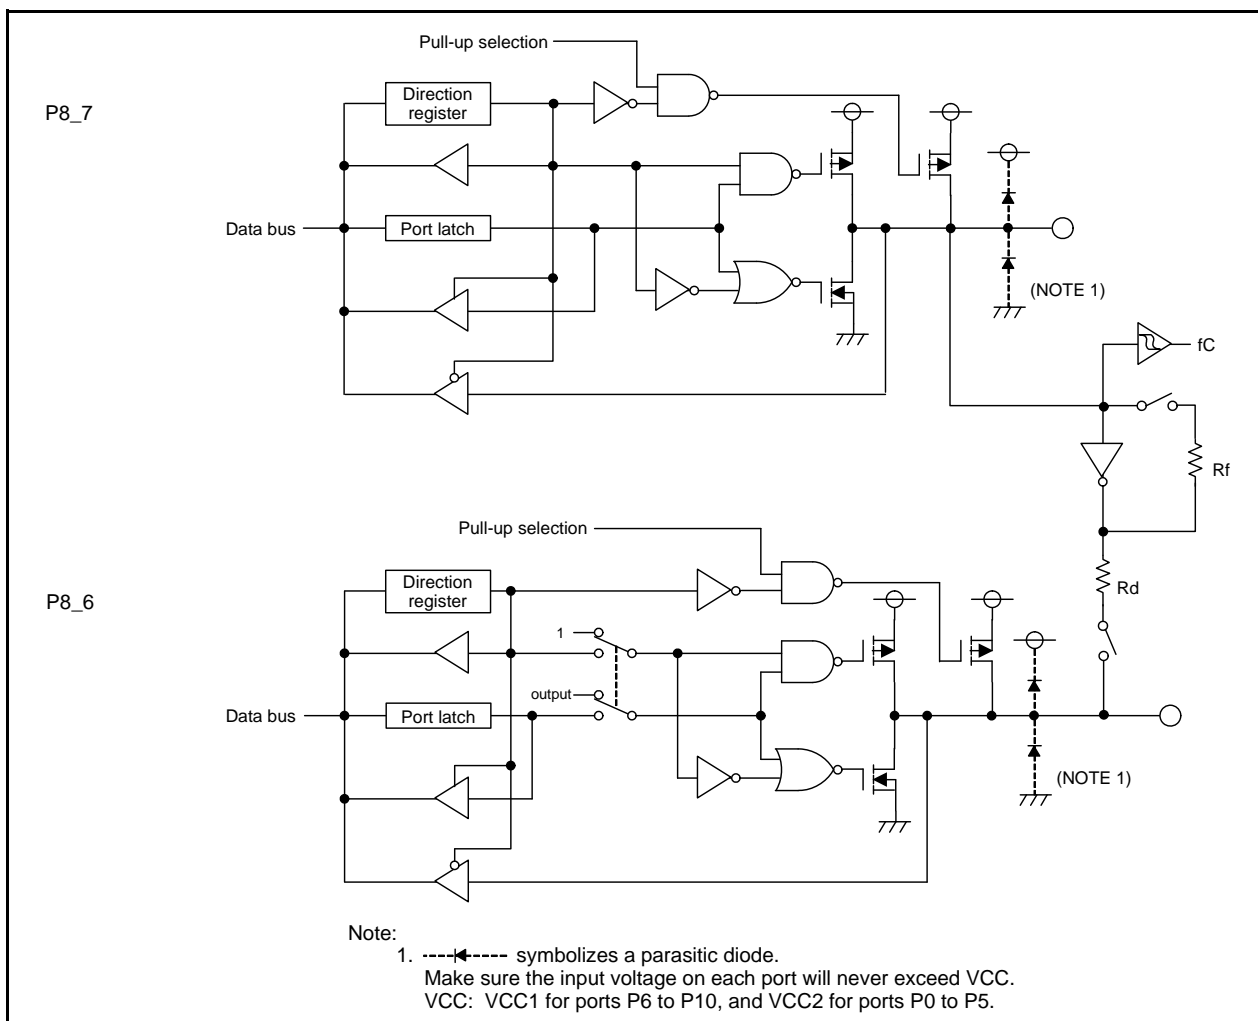 Pull-up selection
P8_7
Direction
register
Data bus
Port latch
(NOTE 1)
fC
Rf
Pull-up selection
P8_6
Direction
register
Rd
1
output
Data bus
Port latch
(NOTE 1)
Note:
1. symbolizes a parasitic diode.
Make sure the input voltage on each port will never exceed VCC.
VCC: VCC1 for ports P6 to P10, and VCC2 for ports P0 to P5.